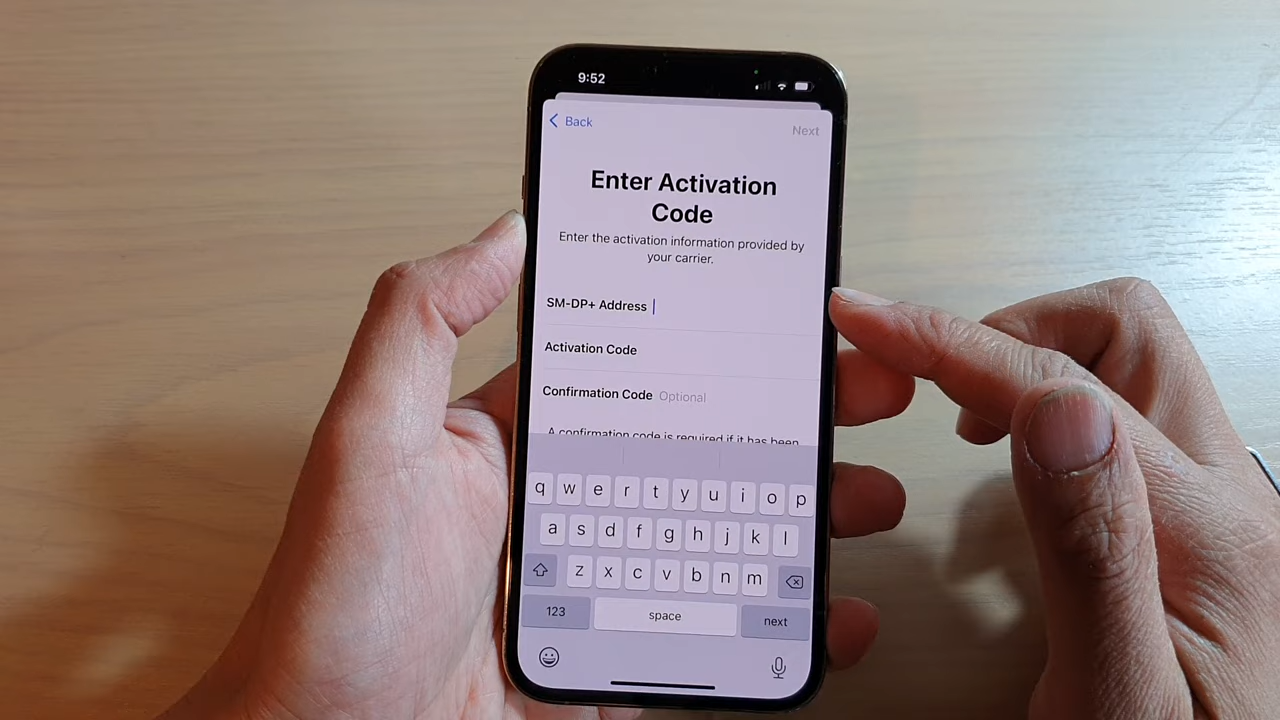 9:52
Back
Next
Enter Activation
Code
Enter the activation information provided by
your carrier.
SM-DP+ Address
Activation Code
Confirmation Code Optional
A confirmation code is required if it has been
q w e r t y u i o p
a s d f g h j k l
z x c v b n m
123 space next